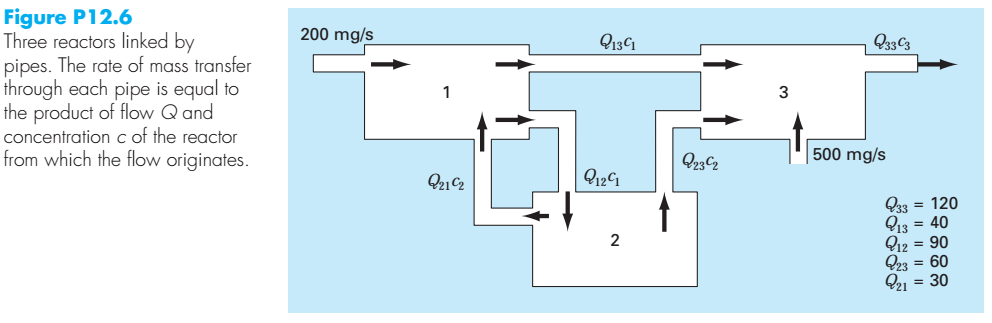 Figure P12.6
Three reactors linked by
pipes. The rate of mass transfer
through each pipe is equal to
the product of flow Q and
concentration c of the reactor
from which the flow originates.
200 mg/s
Q₁₃c₁
Q₃₃c₃
1
3
Q₂₁c₂
Q₁₂c₁
Q₂₃c₂
500 mg/s
2
Q₃₃ = 120
Q₁₃ = 40
Q₁₂ = 90
Q₂₃ = 60
Q₂₁ = 30